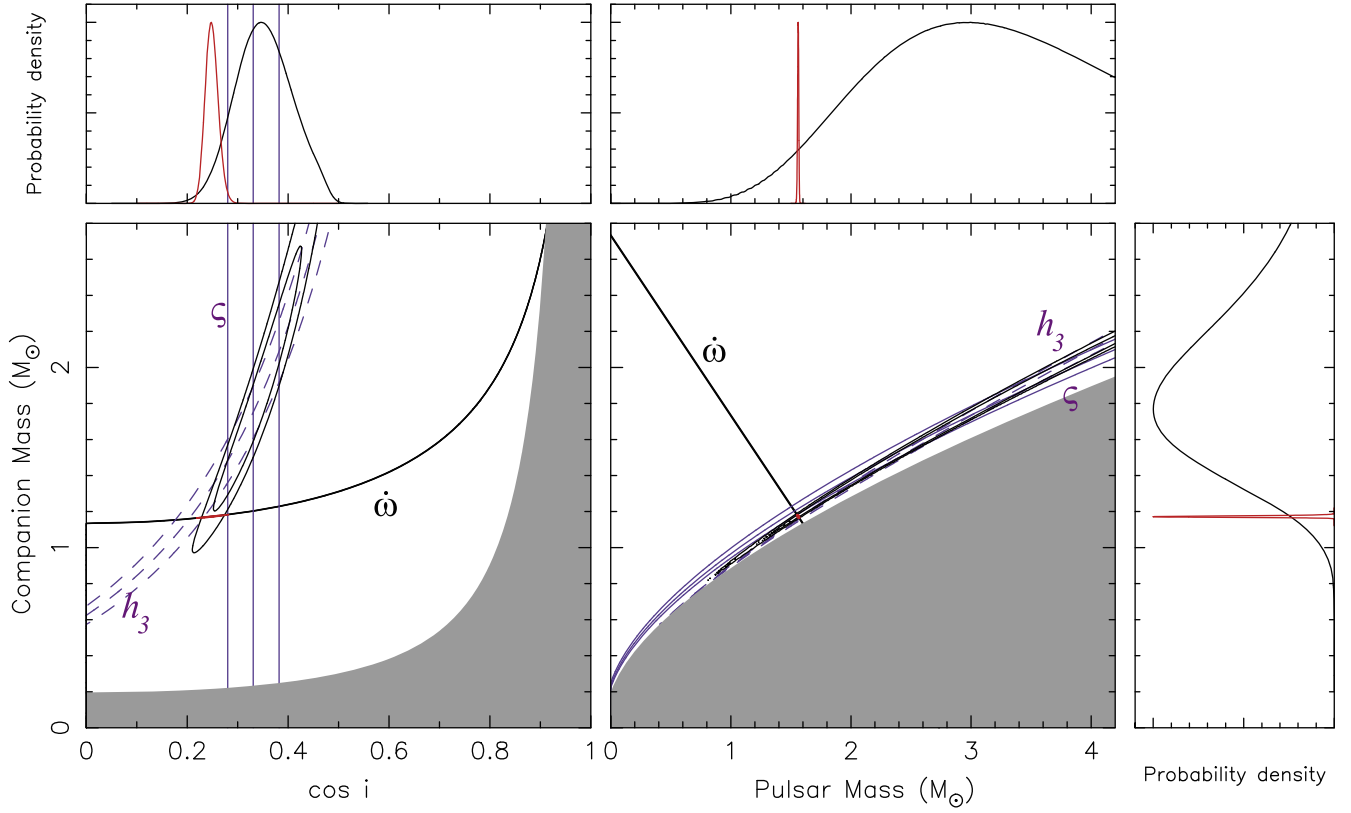 Probability density
ς
ω̇
h₃
Companion Mass (M☉)
0
1
2
0 0.2 0.4 0.6 0.8 1
cos i
ω̇
h₃
ς
0 1 2 3 4
Pulsar Mass (M☉)
Probability density